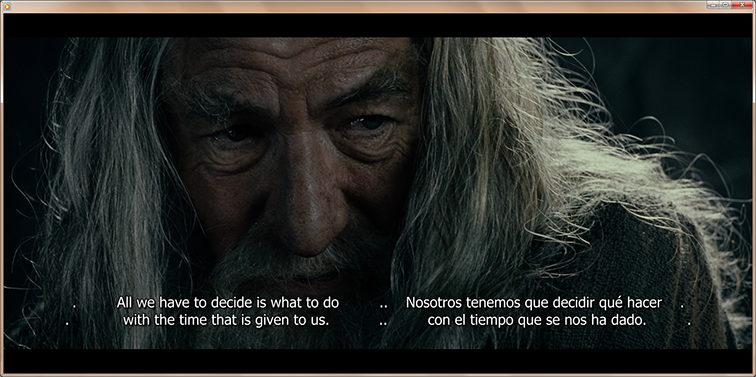 . All we have to decide is what to do .. Nosotros tenemos que decidir qué hacer .
. with the time that is given to us. .. con el tiempo que se nos ha dado. .